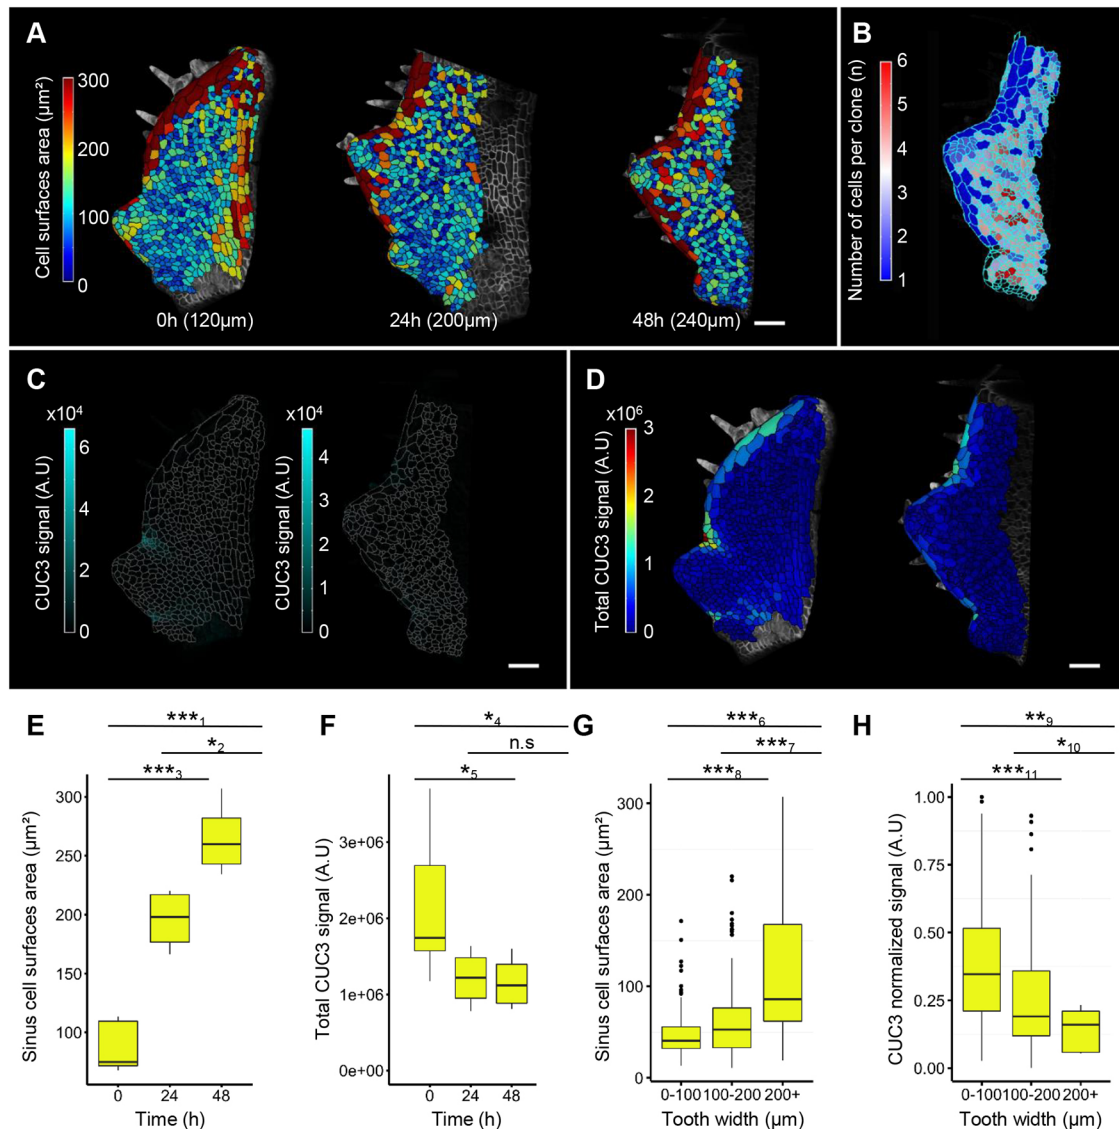 A
Cell surfaces area (µm²)
300
200
100
0
0h (120µm)
24h (200µm)
48h (240µm)
B
Number of cells per clone (n)
6
5
4
3
2
1
C
x10⁴
CUC3 signal (A.U)
6
4
2
0
x10⁴
CUC3 signal (A.U)
4
3
2
1
0
D
x10⁶
Total CUC3 signal (A.U)
3
2
1
0
E
***₁
*₂
***₃
Sinus cell surfaces area (µm²)
300
250
200
150
100
0 24 48
Time (h)
F
*₄
n.s
*₅
Total CUC3 signal (A.U)
3e+06
2e+06
1e+06
0e+00
0 24 48
Time (h)
G
***₆
***₇
***₈
Sinus cell surfaces area (µm²)
300
200
100
0
0-100 100-200 200+
Tooth width (µm)
H
**₉
*₁₀
***₁₁
CUC3 normalized signal (A.U)
1.00
0.75
0.50
0.25
0.00
0-100 100-200 200+
Tooth width (µm)